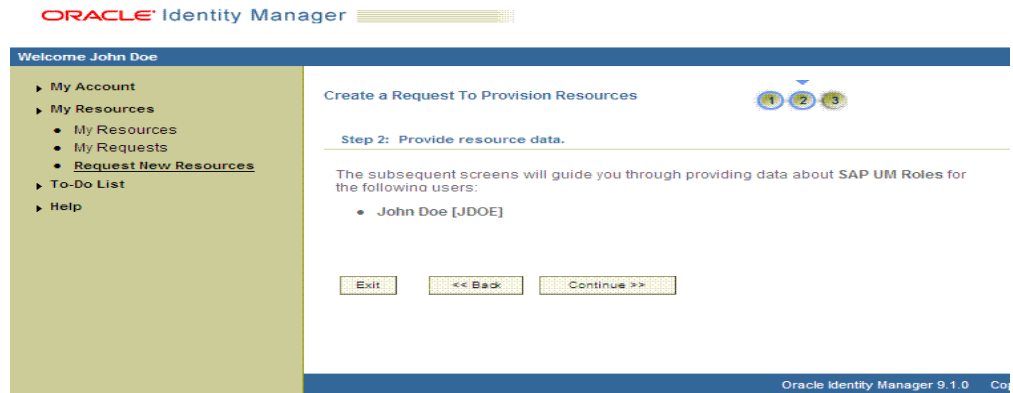 ORACLE Identity Manager
Welcome John Doe
My Account
My Resources
My Resources
My Requests
Request New Resources
To-Do List
Help
Create a Request To Provision Resources
1 2 3
Step 2: Provide resource data.
The subsequent screens will guide you through providing data about SAP UM Roles for
the following users:
John Doe [JDOE]
Exit
<< Back
Continue >>
Oracle Identity Manager 9.1.0 Cop